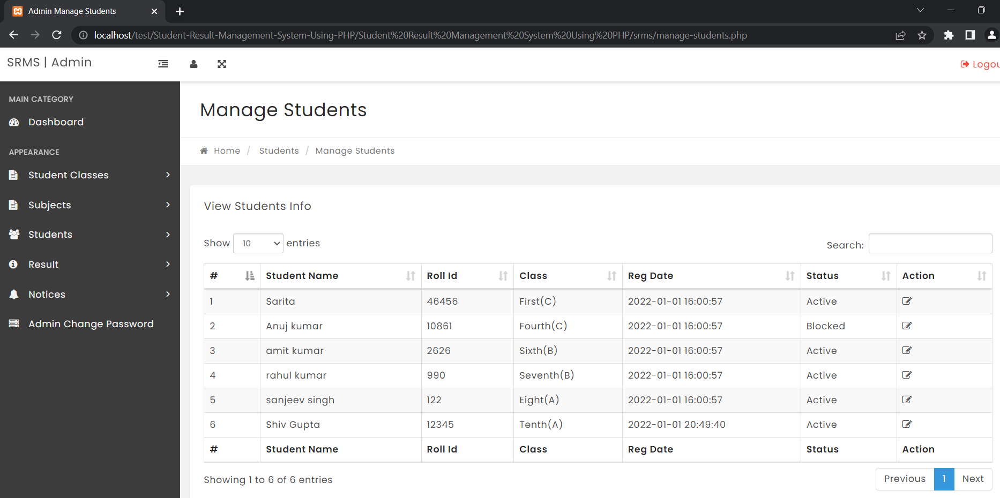 Admin Manage Students
localhost/test/Student-Result-Management-System-Using-PHP/Student%20Result%20Management%20System%20Using%20PHP/srms/manage-students.php
SRMS | Admin
Logou
MAIN CATEGORY
Dashboard
APPEARANCE
Student Classes
Subjects
Students
Result
Notices
Admin Change Password
Manage Students
Home / Students / Manage Students
View Students Info
Show 10 entries
Search:
# Student Name Roll Id Class Reg Date Status Action
1 Sarita 46456 First(C) 2022-01-01 16:00:57 Active
2 Anuj kumar 10861 Fourth(C) 2022-01-01 16:00:57 Blocked
3 amit kumar 2626 Sixth(B) 2022-01-01 16:00:57 Active
4 rahul kumar 990 Seventh(B) 2022-01-01 16:00:57 Active
5 sanjeev singh 122 Eight(A) 2022-01-01 16:00:57 Active
6 Shiv Gupta 12345 Tenth(A) 2022-01-01 20:49:40 Active
# Student Name Roll Id Class Reg Date Status Action
Showing 1 to 6 of 6 entries
Previous 1 Next